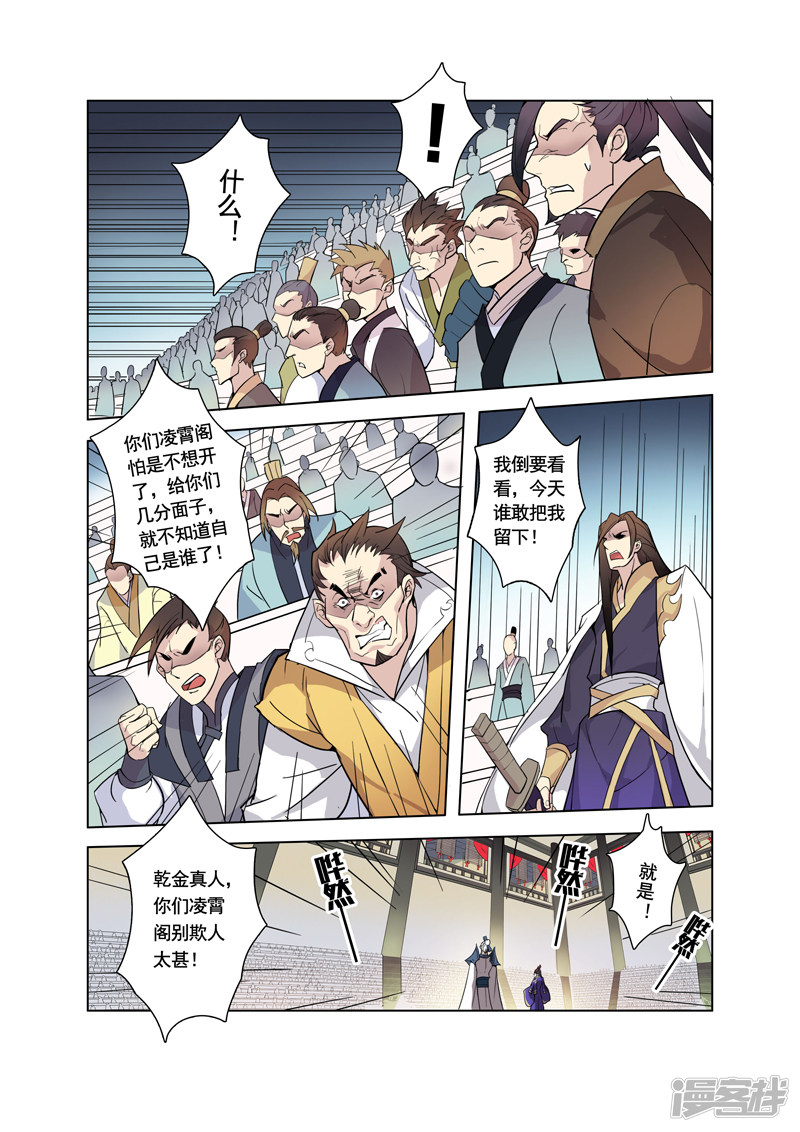 什么！
！
你们凌霄阁
怕是不想开
了，给你们
几分面子，
就不知道自
己是谁了！
我倒要看
看，今天
谁敢把我
留下！
乾金真人，
你们凌霄
阁别欺人
太甚！
哗然——
哗然——
就是！
哗然——
漫客栈